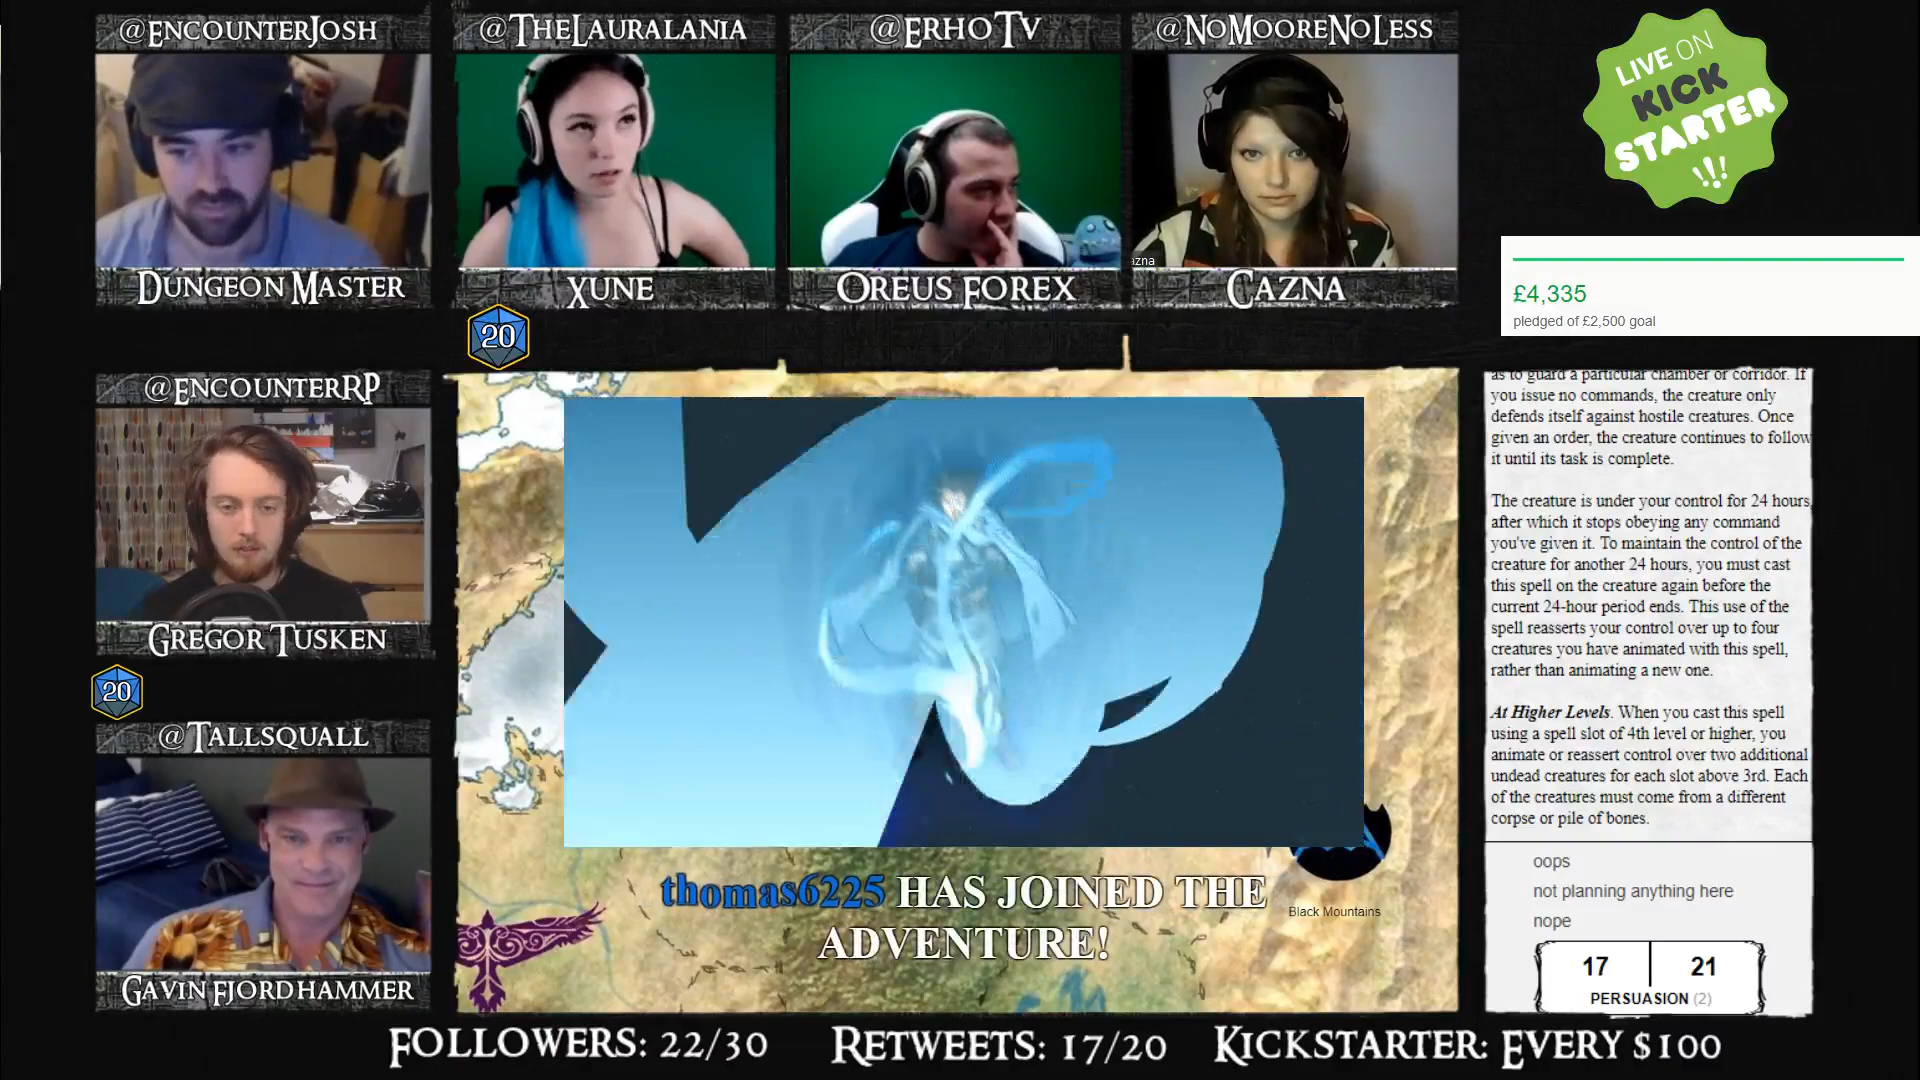 @EncounterJosh
@TheLauralania
@ErhoTv
@NoMooreNoLess
LIVE ON
KICK
STARTER
!!!
Dungeon Master
Xune
azna
Oreus Forex
Cazna
£4,335
pledged of £2,500 goal
20
@EncounterRP
Gregor Tusken
20
@Tallsquall
Gavin Fjordhammer
as to guard a particular chamber or corridor. If
you issue no commands, the creature only
defends itself against hostile creatures. Once
given an order, the creature continues to follow
it until its task is complete.
The creature is under your control for 24 hours,
after which it stops obeying any command
you've given it. To maintain the control of the
creature for another 24 hours, you must cast
this spell on the creature again before the
current 24-hour period ends. This use of the
spell reasserts your control over up to four
creatures you have animated with this spell,
rather than animating a new one.
At Higher Levels. When you cast this spell
using a spell slot of 4th level or higher, you
animate or reassert control over two additional
undead creatures for each slot above 3rd. Each
of the creatures must come from a different
corpse or pile of bones.
oops
not planning anything here
nope
17 21
PERSUASION (2)
thomas6225 HAS JOINED THE
ADVENTURE!
Black Mountains
Followers: 22/30 Retweets: 17/20 Kickstarter: Every $100